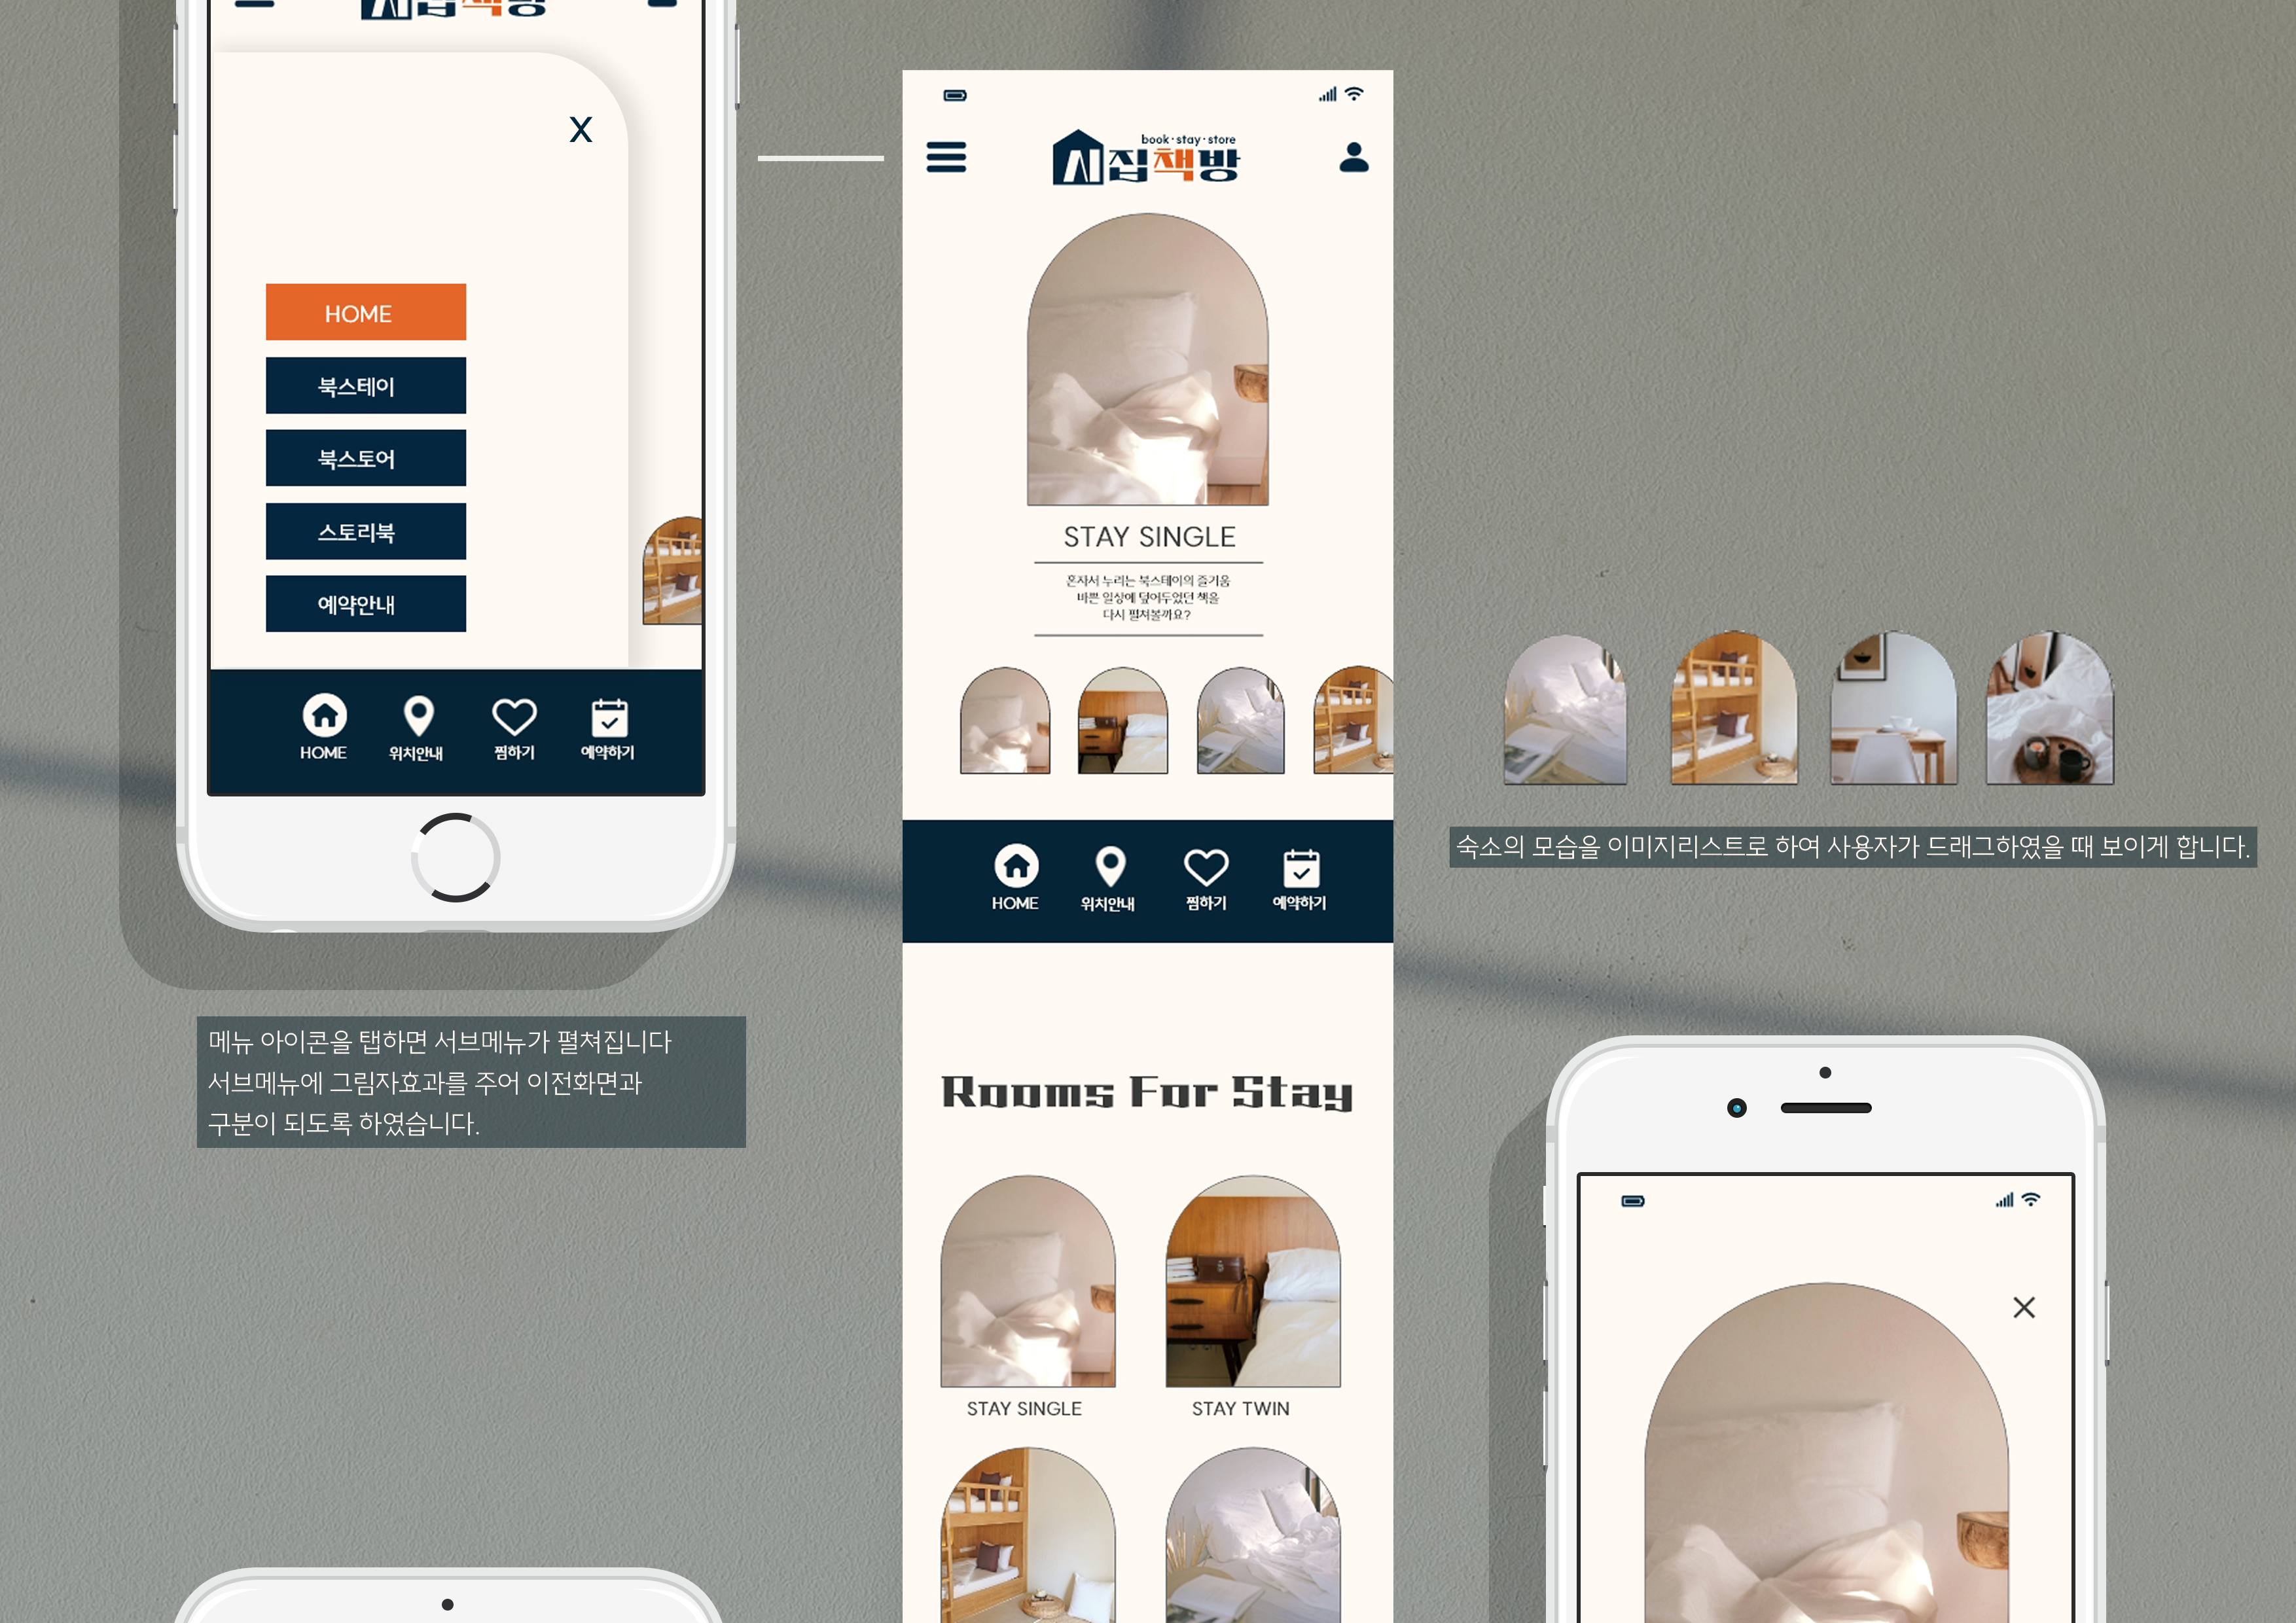 시집책방
X
HOME
북스테이
북스토어
스토리북
예약안내
HOME
위치안내
찜하기
예약하기
메뉴 아이콘을 탭하면 서브메뉴가 펼쳐집니다
서브메뉴에 그림자효과를 주어 이전화면과
구분이 되도록 하였습니다.
book·stay·store
시집책방
STAY SINGLE
혼자서 누리는 북스테이의 즐거움
바쁜 일상에 덮어두었던 책을
다시 펼쳐볼까요?
HOME
위치안내
찜하기
예약하기
Rooms For Stay
STAY SINGLE
STAY TWIN
숙소의 모습을 이미지리스트로 하여 사용자가 드래그하였을 때 보이게 합니다.